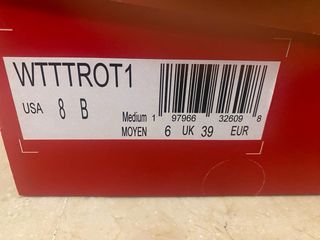 WTTTROT1
USA 8 B Medium 1 97966 32609 8
MOYEN 6 UK 39 EUR